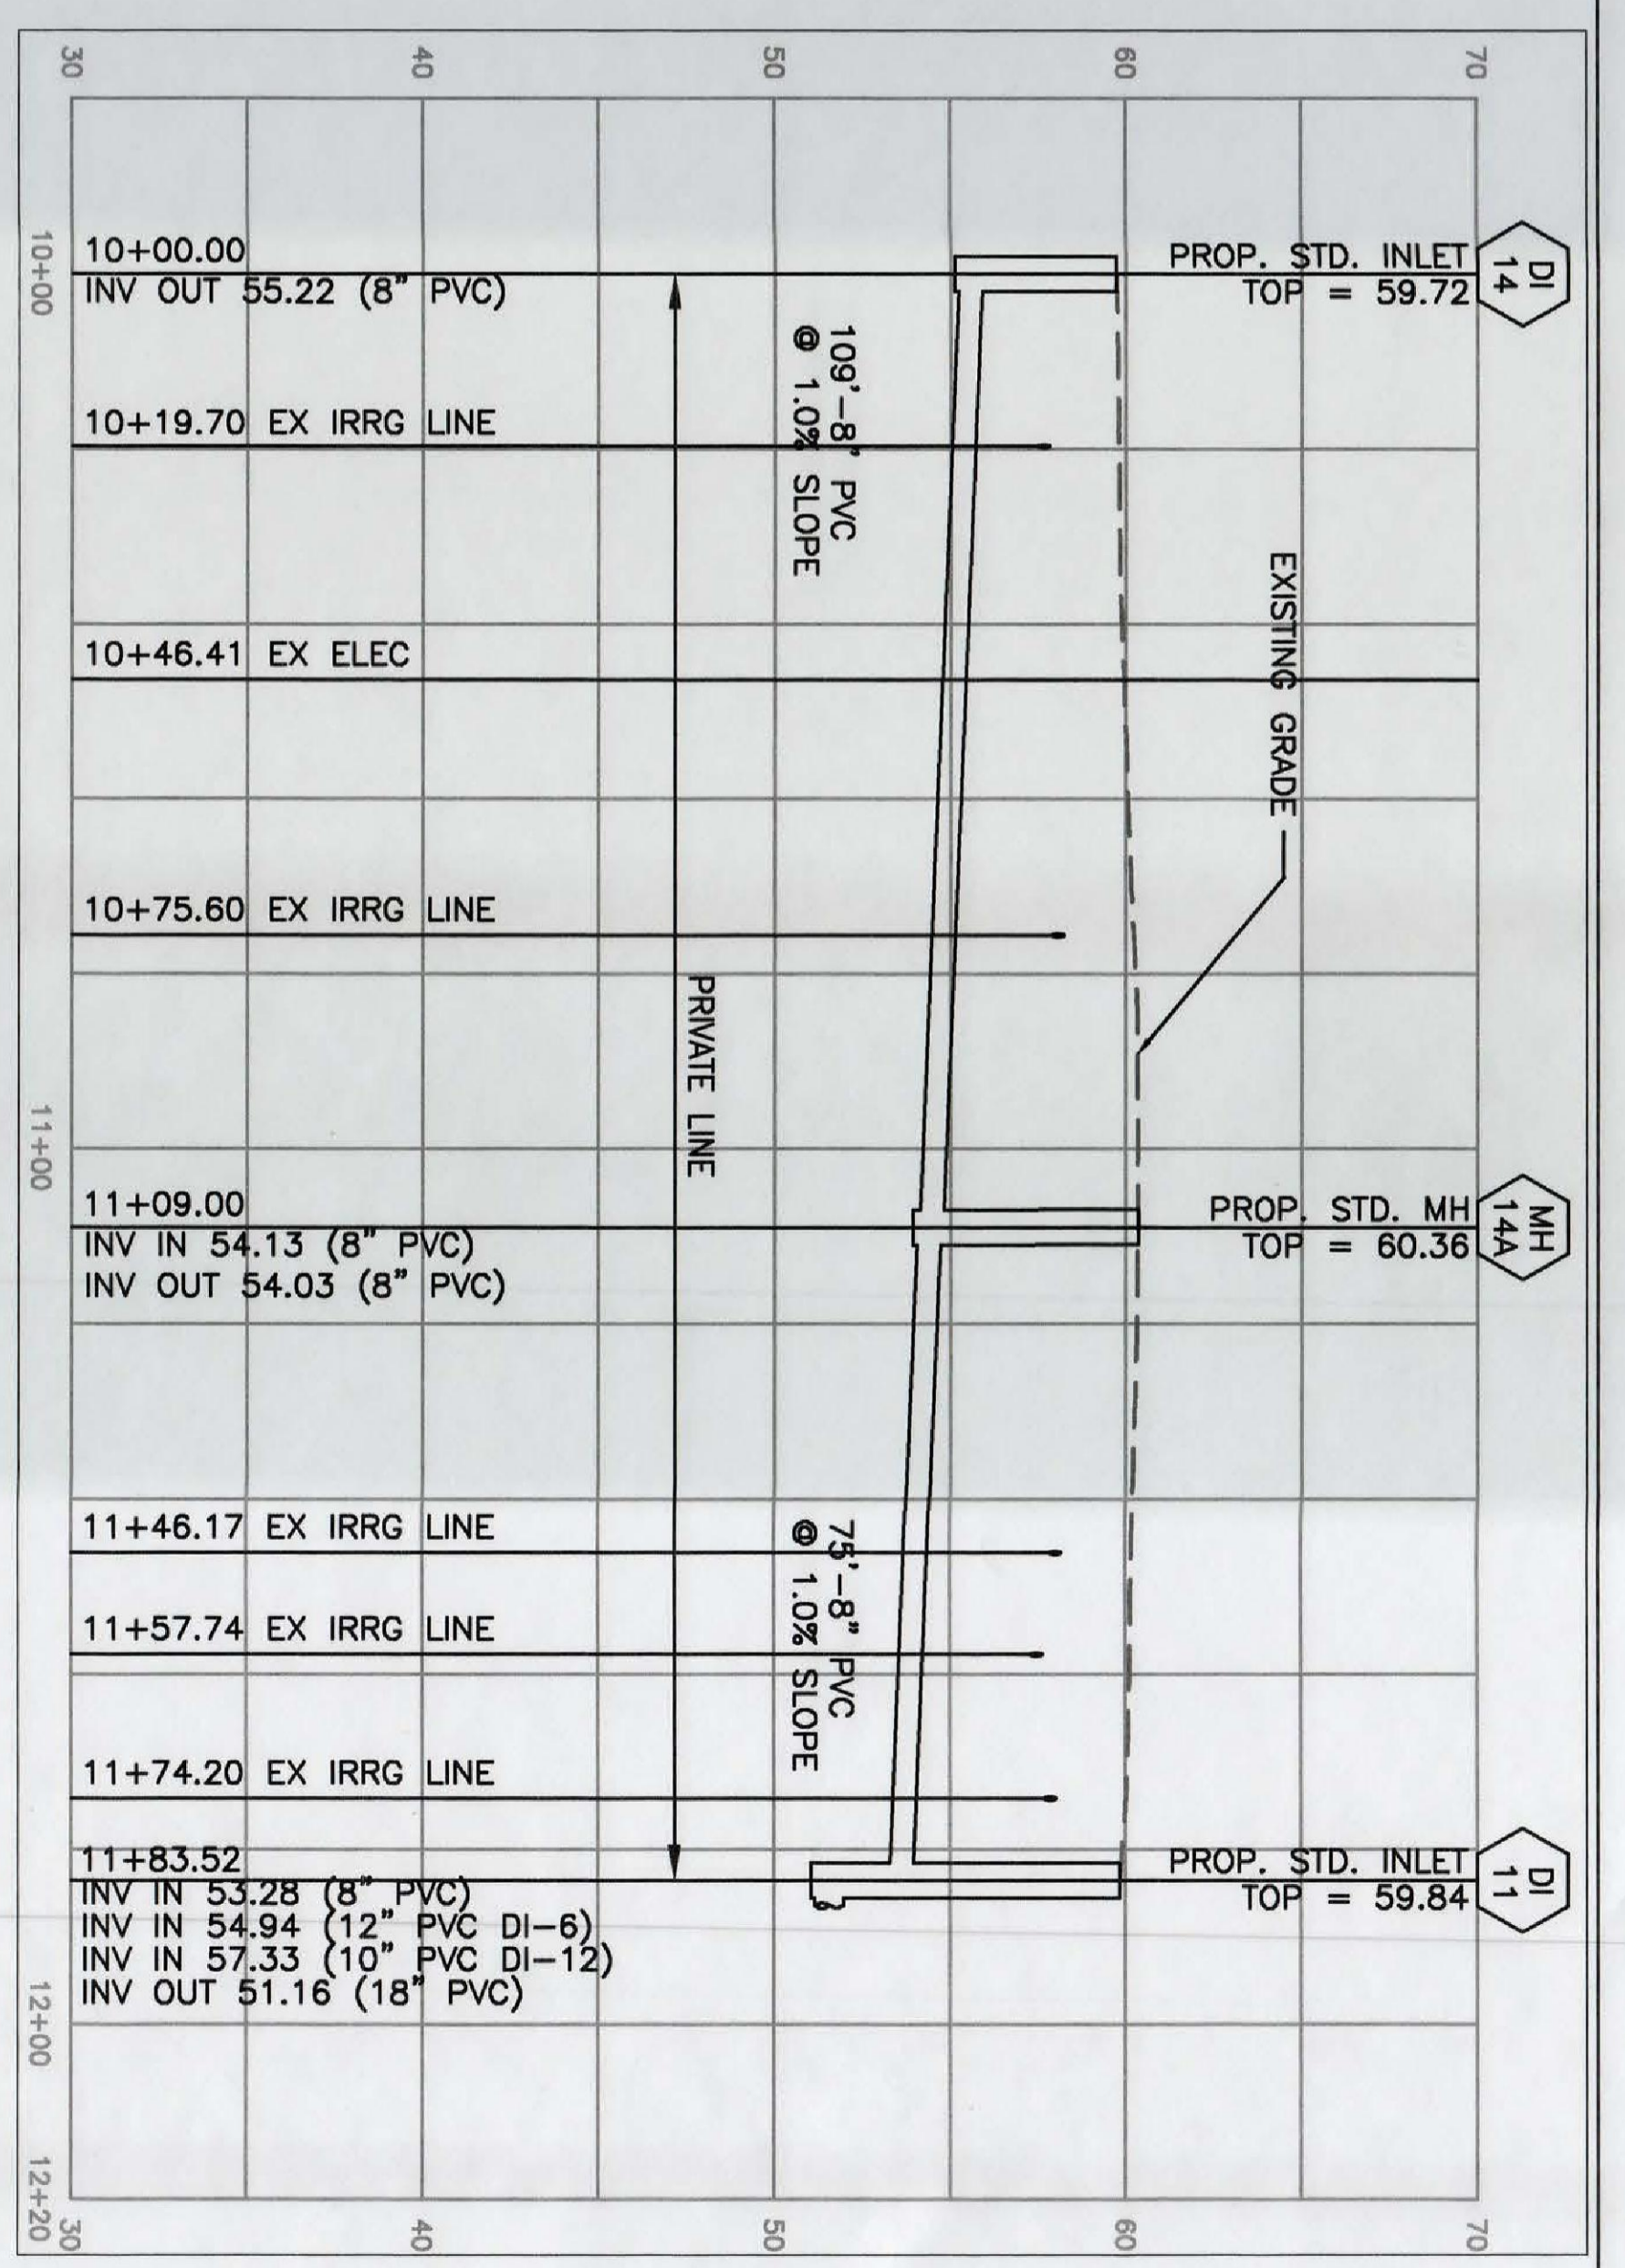 30
40
50
60
70
DI
14
PROP. STD. INLET
TOP = 59.72
10+00.00
INV OUT 55.22 (8" PVC)
10+00
109'-8" PVC
@ 1.0% SLOPE
10+19.70 EX IRRG LINE
EXISTING GRADE
10+46.41 EX ELEC
10+75.60 EX IRRG LINE
PRIVATE LINE
11+00
MH
14A
PROP. STD. MH
TOP = 60.36
11+09.00
INV IN 54.13 (8" PVC)
INV OUT 54.03 (8" PVC)
11+46.17 EX IRRG LINE
75'-8" PVC
@ 1.0% SLOPE
11+57.74 EX IRRG LINE
11+74.20 EX IRRG LINE
DI
11
PROP. STD. INLET
TOP = 59.84
11+83.52
INV IN 53.28 (8" PVC)
INV IN 54.94 (12" PVC DI-6)
INV IN 57.33 (10" PVC DI-12)
INV OUT 51.16 (18" PVC)
12+00
12+20
30
40
50
60
70